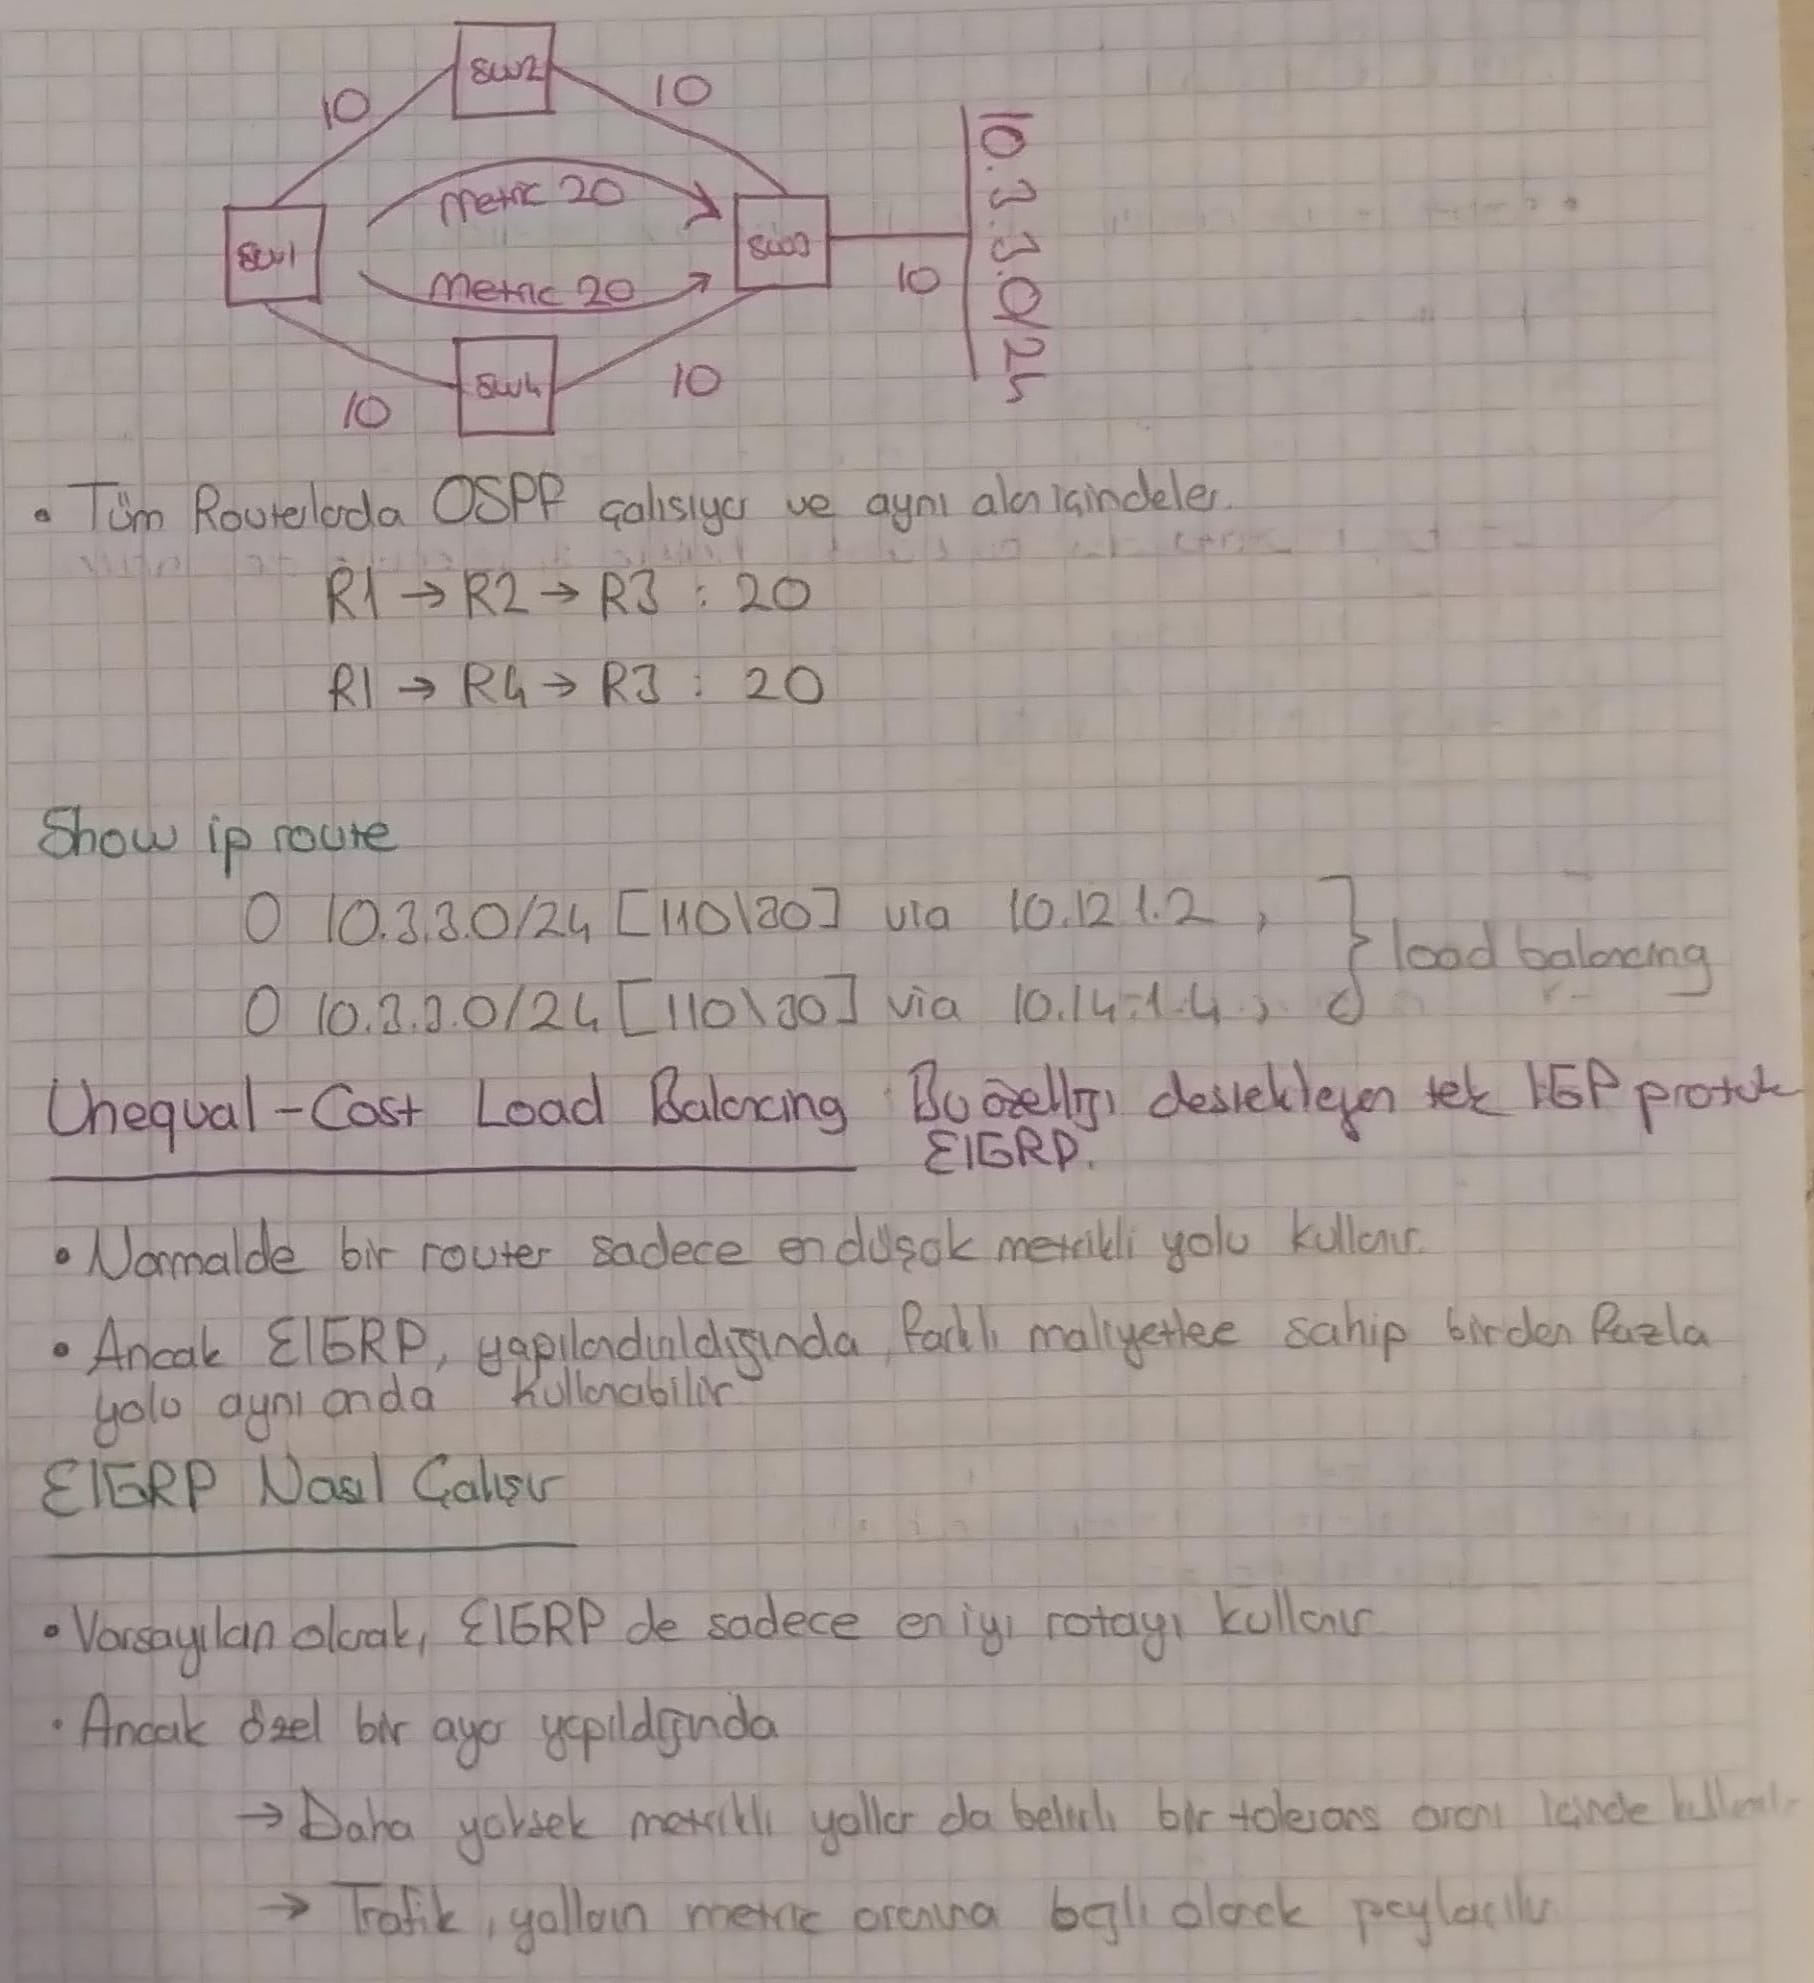 SW2
10
10
Metric 20
SW1
SW3
Metric 20
10
10.3.3.0/24
SW4
10
10
• Tüm Routerlarda OSPF çalısıyor ve aynı alan içindeler.
R1 → R2 → R3 : 20
R1 → R4 → R3 : 20
Show ip route
O 10.3.3.0/24 [110\30] via 10.12.1.2 ,
load balancing
O 10.3.3.0/24 [110\30] via 10.14.1.4 ,
Unequal-Cost Load Balancing : Bu özelliği destekleyen tek IGP protok
EIGRP.
• Normalde bir router sadece en düşük metrikli yolu kullanır.
• Ancak EIGRP, yapılandırıldığında, farklı maliyetlee sahip birden fazla
yolu aynı anda kullanabilir
EIGRP Nasıl Çalışır
• Varsayılan olarak, EIGRP de sadece en iyi rotayı kullanır
• Ancak özel bir ayar yapıldığında
→ Daha yüksek metrikli yollar da belirli bir tolerans oranı içinde
→ Trafik, yolların metric oranına bağlı olarak paylaşılır